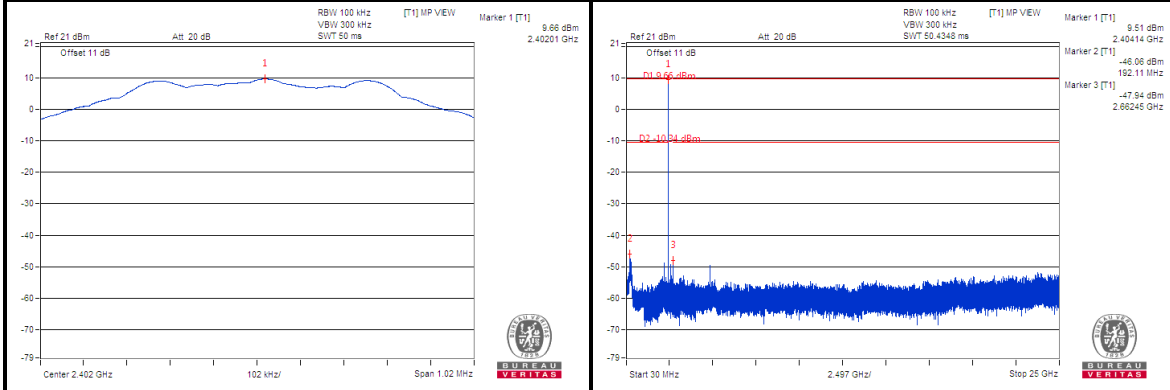 RBW 100 kHz [T1] MP VIEW
VBW 300 kHz
Ref 21 dBm Att 20 dB SWT 50 ms
Marker 1 [T1]
9.66 dBm
2.40201 GHz
21
Offset 11 dB
1
10
0
-10
-20
-30
-40
-50
-60
-70
-79
Center 2.402 GHz 102 kHz/ Span 1.02 MHz
BUREAU VERITAS
1828
BUREAU
VERITAS
RBW 100 kHz [T1] MP VIEW
VBW 300 kHz
Ref 21 dBm Att 20 dB SWT 50.4348 ms
Marker 1 [T1]
9.51 dBm
2.40414 GHz
Marker 2 [T1]
-46.06 dBm
192.11 MHz
Marker 3 [T1]
-47.94 dBm
2.66245 GHz
21
Offset 11 dB
1
10
D1 9.66 dBm
0
-10
D2 -10.34 dBm
-20
-30
-40
2
3
-50
-60
-70
-79
Start 30 MHz 2.497 GHz/ Stop 25 GHz
BUREAU VERITAS
1828
BUREAU
VERITAS